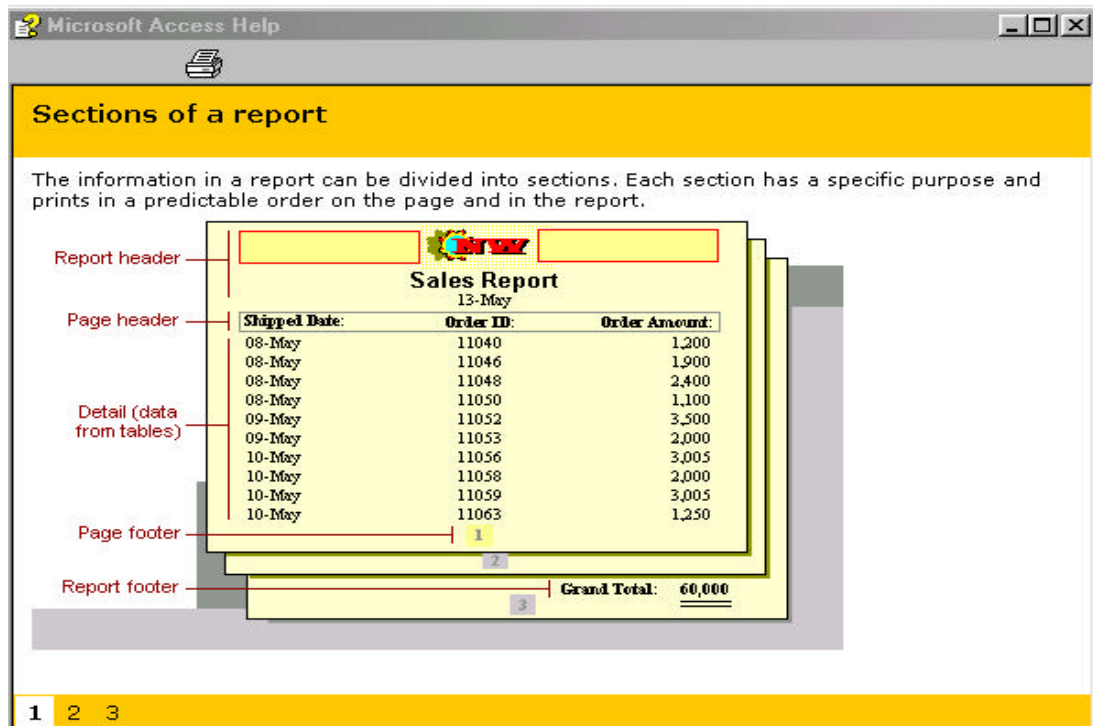 Microsoft Access Help
Sections of a report
The information in a report can be divided into sections. Each section has a specific purpose and
prints in a predictable order on the page and in the report.
Report header
NW
Sales Report
13-May
Page header
Shipped Date: Order ID: Order Amount:
08-May 11040 1,200
08-May 11046 1,900
08-May 11048 2,400
08-May 11050 1,100
Detail (data
from tables)
09-May 11052 3,500
09-May 11053 2,000
10-May 11056 3,005
10-May 11058 2,000
10-May 11059 3,005
10-May 11063 1,250
Page footer
1
2
Report footer
Grand Total: 60,000
3
1 2 3